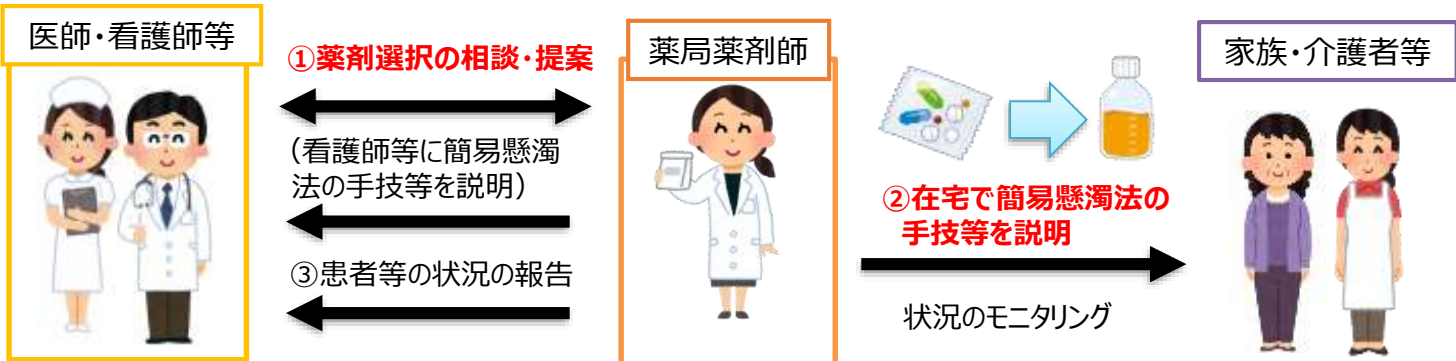 医師・看護師等
①薬剤選択の相談・提案
(看護師等に簡易懸濁
法の手技等を説明)
③患者等の状況の報告
薬局薬剤師
②在宅で簡易懸濁法の
手技等を説明
状況のモニタリング
家族・介護者等